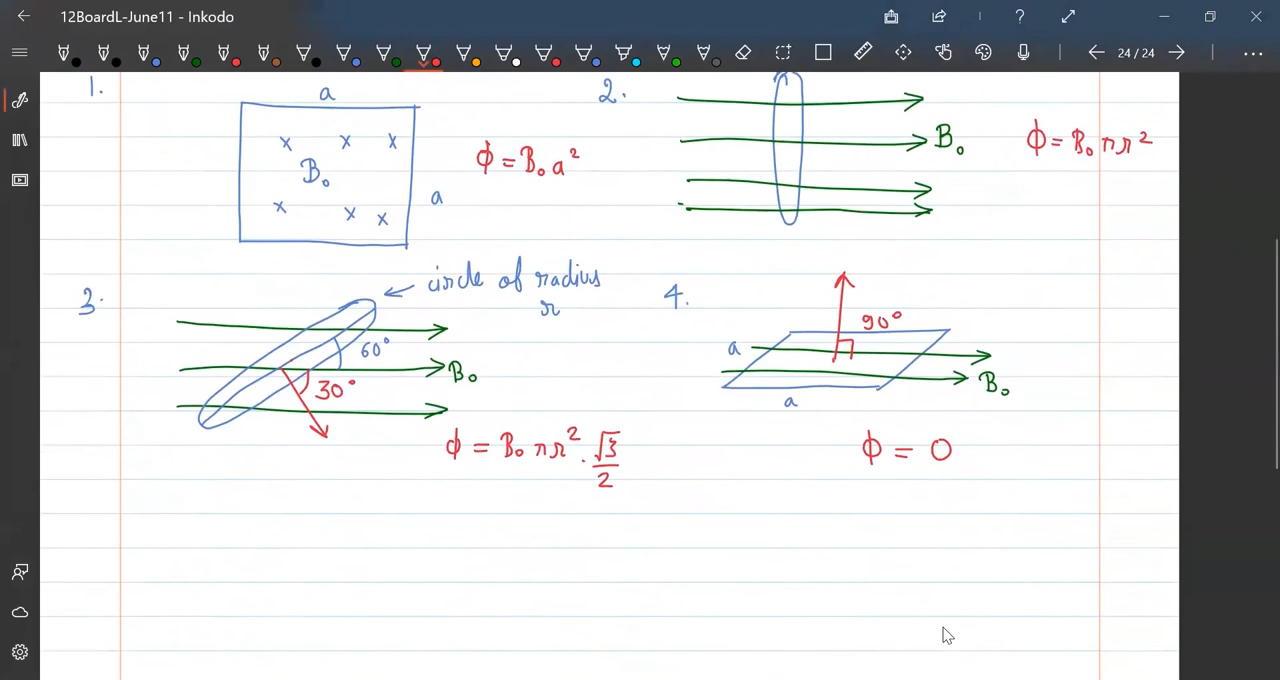 12BoardL-June11 - Inkodo
24 / 24
1.
a
B₀
a
ϕ = B₀ a²
2.
B₀
ϕ = B₀ πr²
3.
circle of radius
r
60°
30°
B₀
ϕ = B₀ πr² . √3/2
4.
90°
a
B₀
a
ϕ = 0